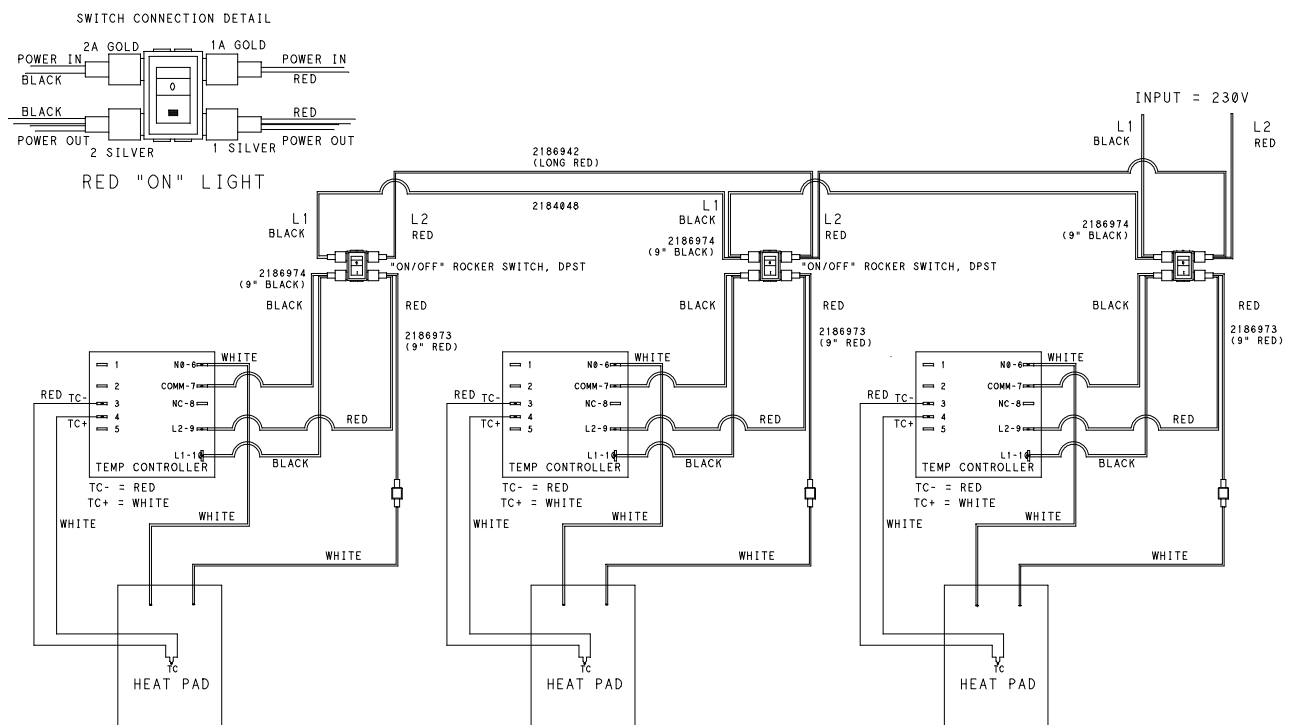 SWITCH CONNECTION DETAIL
2A GOLD
1A GOLD
POWER IN
POWER IN
BLACK
RED
0
BLACK
RED
POWER OUT
POWER OUT
2 SILVER
1 SILVER
RED "ON" LIGHT
INPUT = 230V
L1
BLACK
L2
RED
2186942
(LONG RED)
2184048
L1
BLACK
L2
RED
L1
BLACK
L2
RED
2186974
(9" BLACK)
2186974
(9" BLACK)
2186974
(9" BLACK)
"ON/OFF" ROCKER SWITCH, DPST
"ON/OFF" ROCKER SWITCH, DPST
BLACK
RED
BLACK
RED
BLACK
RED
2186973
(9" RED)
2186973
(9" RED)
2186973
(9" RED)
1
NO-6
WHITE
2
COMM-7
RED
TC-
3
NC-8
4
TC+
5
L2-9
RED
L1-10
BLACK
TEMP CONTROLLER
TC- = RED
TC+ = WHITE
WHITE
WHITE
WHITE
TC
HEAT PAD
1
NO-6
WHITE
2
COMM-7
RED
TC-
3
NC-8
4
TC+
5
L2-9
RED
L1-10
BLACK
TEMP CONTROLLER
TC- = RED
TC+ = WHITE
WHITE
WHITE
WHITE
TC
HEAT PAD
1
NO-6
WHITE
2
COMM-7
RED
TC-
3
NC-8
4
TC+
5
L2-9
RED
L1-10
BLACK
TEMP CONTROLLER
TC- = RED
TC+ = WHITE
WHITE
WHITE
WHITE
TC
HEAT PAD